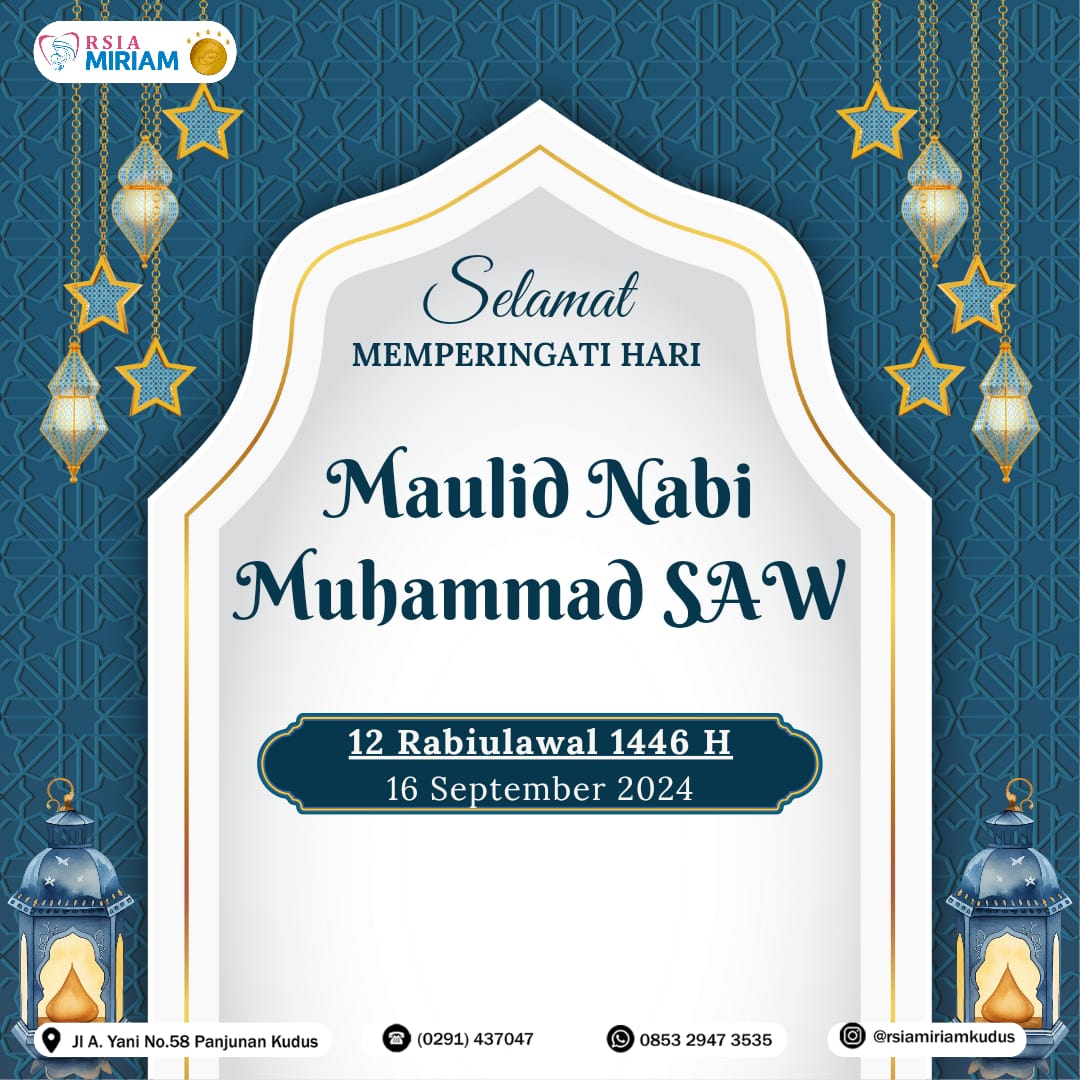 RSIA
MIRIAM
Selamat
MEMPERINGATI HARI
Maulid Nabi
Muhammad SAW
12 Rabiulawal 1446 H
16 September 2024
Jl A. Yani No.58 Panjunan Kudus
(0291) 437047
0853 2947 3535
@rsiamiriamkudus